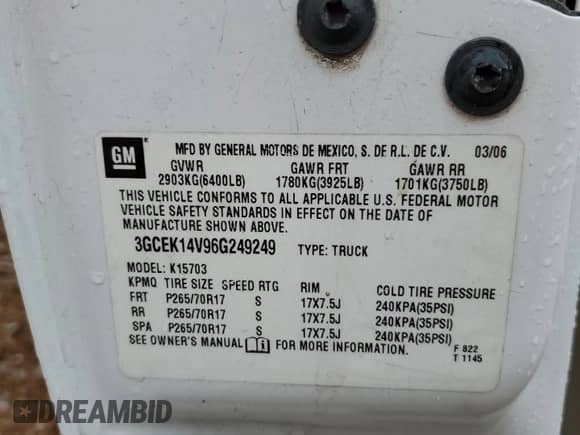 GM
MFD BY GENERAL MOTORS DE MEXICO, S. DE R.L. DE C.V. 03/06
GVWR GAWR FRT GAWR RR
2903KG(6400LB) 1780KG(3925LB) 1701KG(3750LB)
THIS VEHICLE CONFORMS TO ALL APPLICABLE U.S. FEDERAL MOTOR
VEHICLE SAFETY STANDARDS IN EFFECT ON THE DATE OF
MANUFACTURE SHOWN ABOVE.
3GCEK14V96G249249 TYPE: TRUCK
MODEL: K15703
KPMQ TIRE SIZE SPEED RTG RIM COLD TIRE PRESSURE
FRT P265/70R17 S 17X7.5J 240KPA(35PSI)
RR P265/70R17 S 17X7.5J 240KPA(35PSI)
SPA P265/70R17 S 17X7.5J 240KPA(35PSI)
SEE OWNER'S MANUAL FOR MORE INFORMATION.
F 822
T 1145
DREAMBID